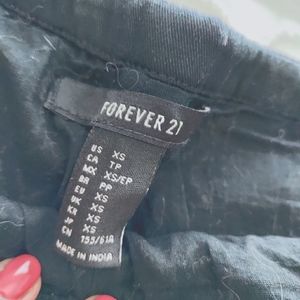 FOREVER 21
US XS
CA TP
MX XS/EP
BR PP
EU XS
UK XS
KR XS
JP XS
CN 155/61A
MADE IN INDIA